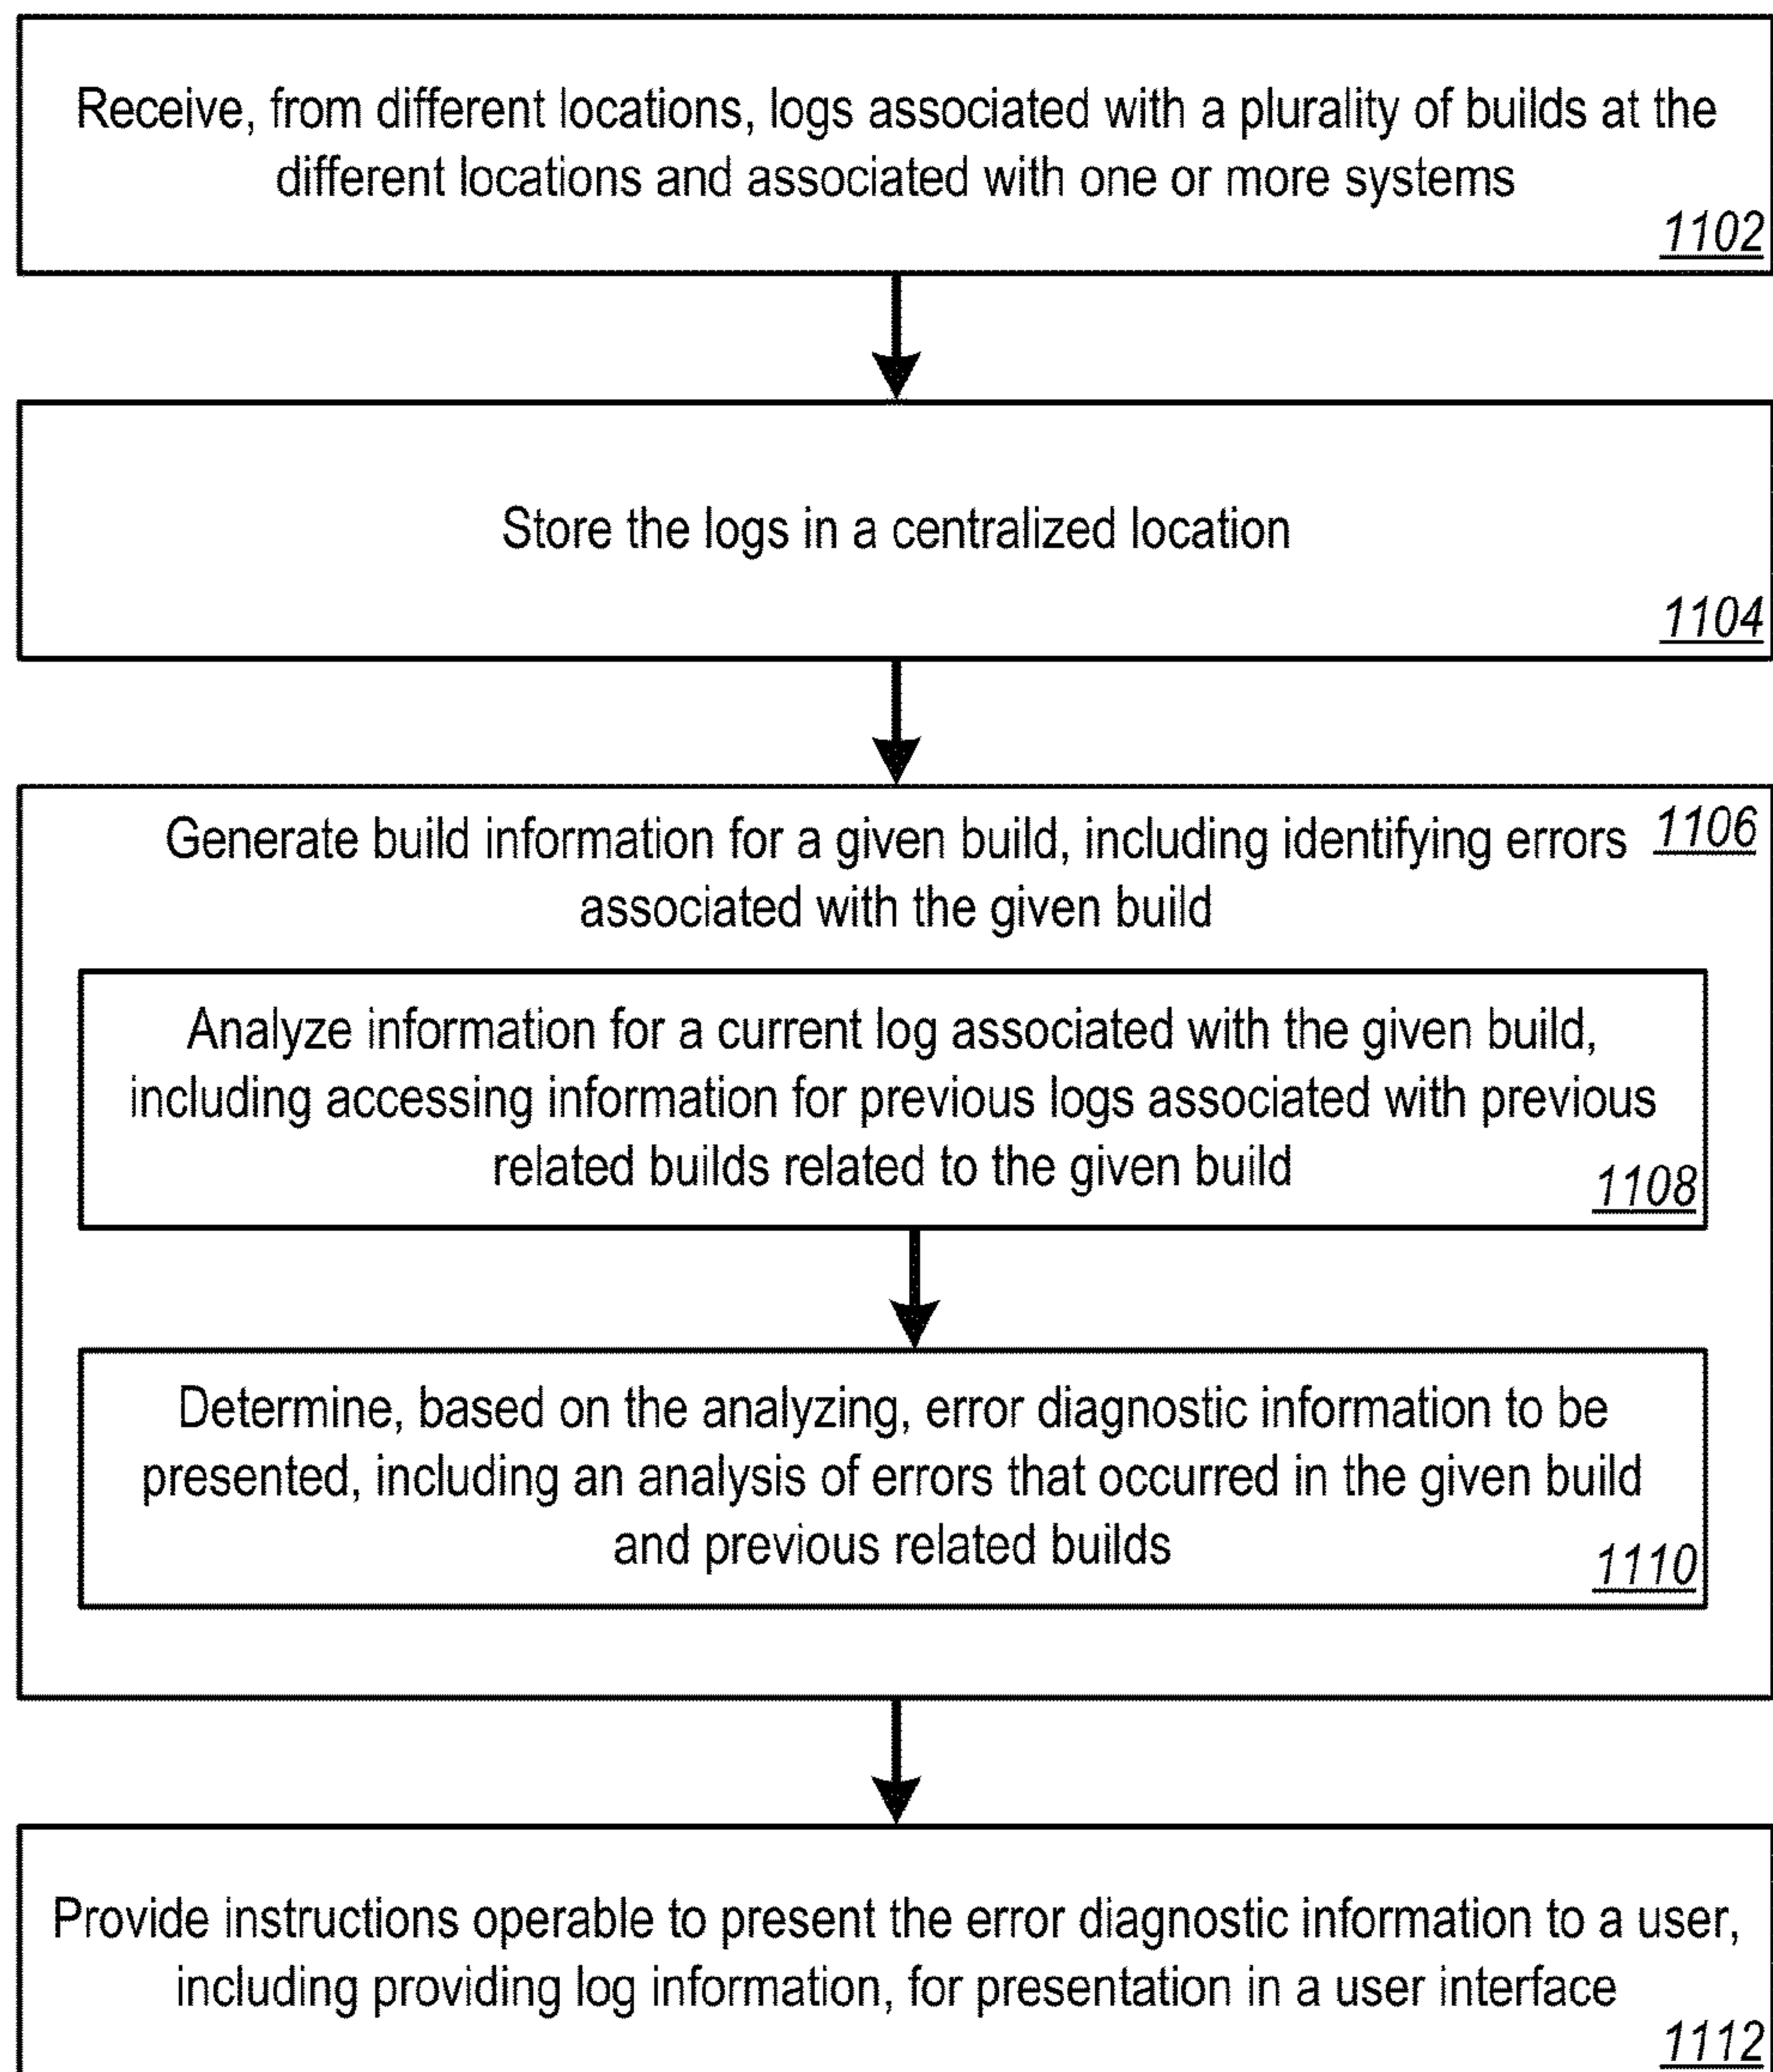 Receive, from different locations, logs associated with a plurality of builds at the
different locations and associated with one or more systems
1102
Store the logs in a centralized location
1104
Generate build information for a given build, including identifying errors 1106
associated with the given build
Analyze information for a current log associated with the given build,
including accessing information for previous logs associated with previous
related builds related to the given build
1108
Determine, based on the analyzing, error diagnostic information to be
presented, including an analysis of errors that occurred in the given build
and previous related builds
1110
Provide instructions operable to present the error diagnostic information to a user,
including providing log information, for presentation in a user interface
1112